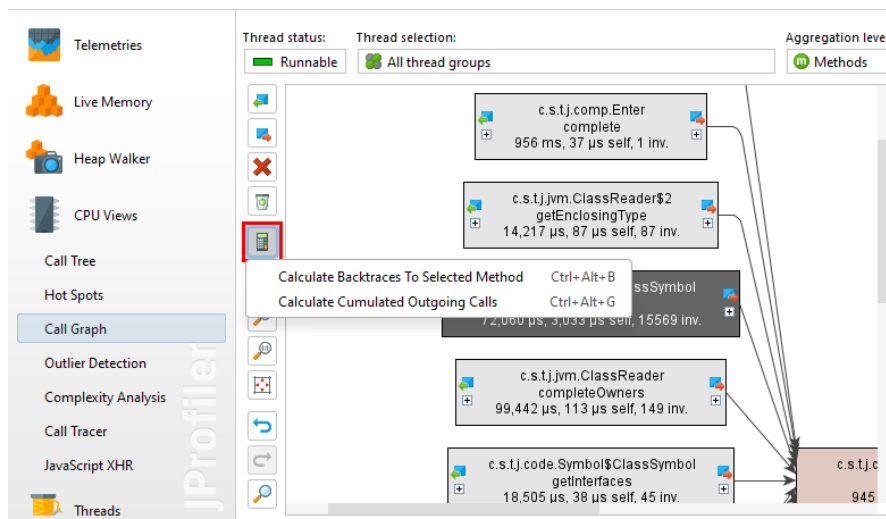 Telemetries
Live Memory
Heap Walker
CPU Views
Call Tree
Hot Spots
Call Graph
Outlier Detection
Complexity Analysis
Call Tracer
JavaScript XHR
Threads
JProfiler
Thread status:
Thread selection:
Aggregation leve
Runnable
All thread groups
m Methods
c.s.t.j.comp.Enter
complete
956 ms, 37 µs self, 1 inv.
c.s.t.j.jvm.ClassReader$2
getEnclosingType
14,217 µs, 87 µs self, 87 inv.
Calculate Backtraces To Selected Method Ctrl+Alt+B
Calculate Cumulated Outgoing Calls Ctrl+Alt+G
ssSymbol
72,060 µs, 3,033 µs self, 15569 inv.
c.s.t.j.jvm.ClassReader
completeOwners
99,442 µs, 113 µs self, 149 inv.
c.s.t.j.code.Symbol$ClassSymbol
getInterfaces
18,505 µs, 38 µs self, 45 inv.
c.s.t.j.c
945